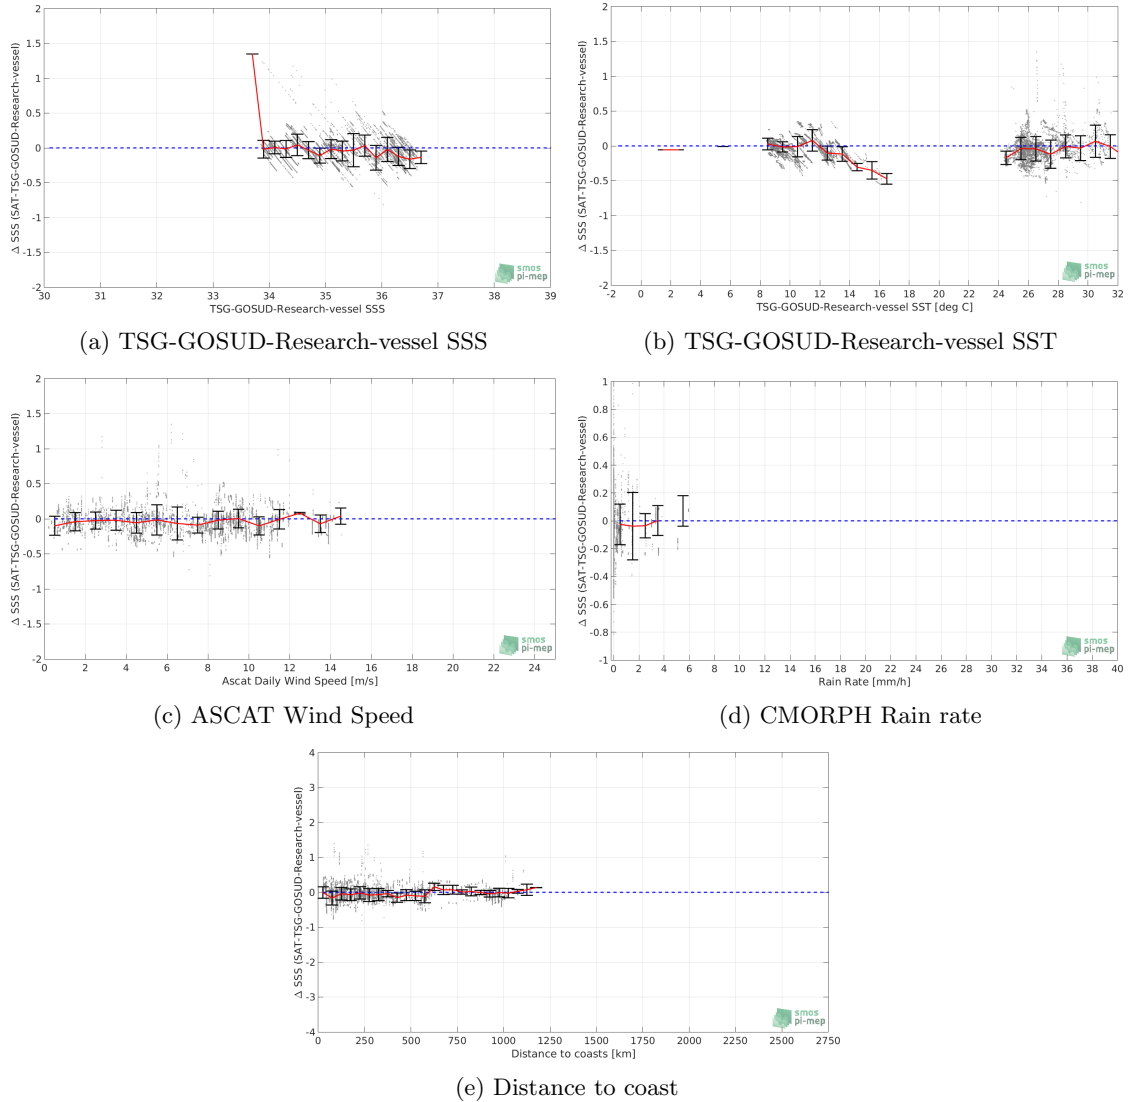 2
1.5
1
0.5
0
-0.5
-1
-1.5
-2
Δ SSS (SAT-TSG-GOSUD-Research-vessel)
30 31 32 33 34 35 36 37 38 39
TSG-GOSUD-Research-vessel SSS
smos
pi-mep
(a) TSG-GOSUD-Research-vessel SSS
2
1.5
1
0.5
0
-0.5
-1
-1.5
-2
Δ SSS (SAT-TSG-GOSUD-Research-vessel)
-2 0 2 4 6 8 10 12 14 16 18 20 22 24 26 28 30 32
TSG-GOSUD-Research-vessel SST [deg C]
smos
pi-mep
(b) TSG-GOSUD-Research-vessel SST
2
1.5
1
0.5
0
-0.5
-1
-1.5
-2
Δ SSS (SAT-TSG-GOSUD-Research-vessel)
0 2 4 6 8 10 12 14 16 18 20 22 24
Ascat Daily Wind Speed [m/s]
smos
pi-mep
(c) ASCAT Wind Speed
1
0.8
0.6
0.4
0.2
0
-0.2
-0.4
-0.6
-0.8
-1
Δ SSS (SAT-TSG-GOSUD-Research-vessel)
0 2 4 6 8 10 12 14 16 18 20 22 24 26 28 30 32 34 36 38 40
Rain Rate [mm/h]
smos
pi-mep
(d) CMORPH Rain rate
4
3
2
1
0
-1
-2
-3
-4
Δ SSS (SAT-TSG-GOSUD-Research-vessel)
0 250 500 750 1000 1250 1500 1750 2000 2250 2500 2750
Distance to coasts [km]
smos
pi-mep
(e) Distance to coast